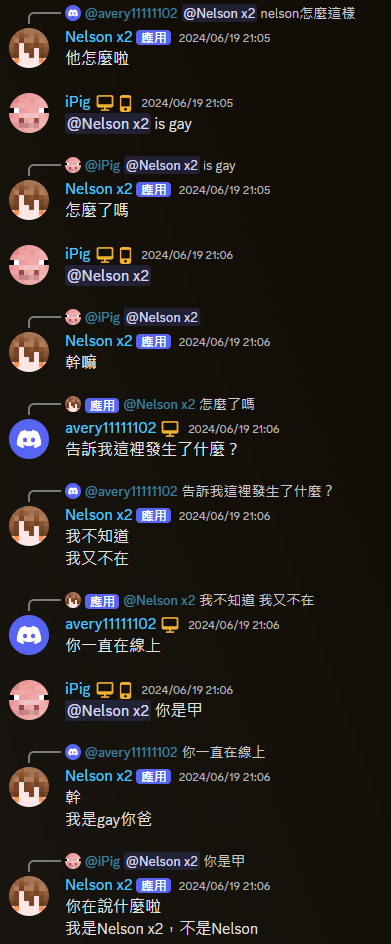 @avery11111102 @Nelson x2 nelson怎麼這樣
Nelson x2 應用 2024/06/19 21:05
他怎麼啦
iPig 2024/06/19 21:05
@Nelson x2 is gay
@iPig @Nelson x2 is gay
Nelson x2 應用 2024/06/19 21:05
怎麼了嗎
iPig 2024/06/19 21:06
@Nelson x2
@iPig @Nelson x2
Nelson x2 應用 2024/06/19 21:06
幹嘛
應用 @Nelson x2 怎麼了嗎
avery11111102 2024/06/19 21:06
告訴我這裡發生了什麼？
@avery11111102 告訴我這裡發生了什麼？
Nelson x2 應用 2024/06/19 21:06
我不知道
我又不在
應用 @Nelson x2 我不知道 我又不在
avery11111102 2024/06/19 21:06
你一直在線上
iPig 2024/06/19 21:06
@Nelson x2 你是甲
@avery11111102 你一直在線上
Nelson x2 應用 2024/06/19 21:06
幹
我是gay你爸
@iPig @Nelson x2 你是甲
Nelson x2 應用 2024/06/19 21:06
你在說什麼啦
我是Nelson x2，不是Nelson